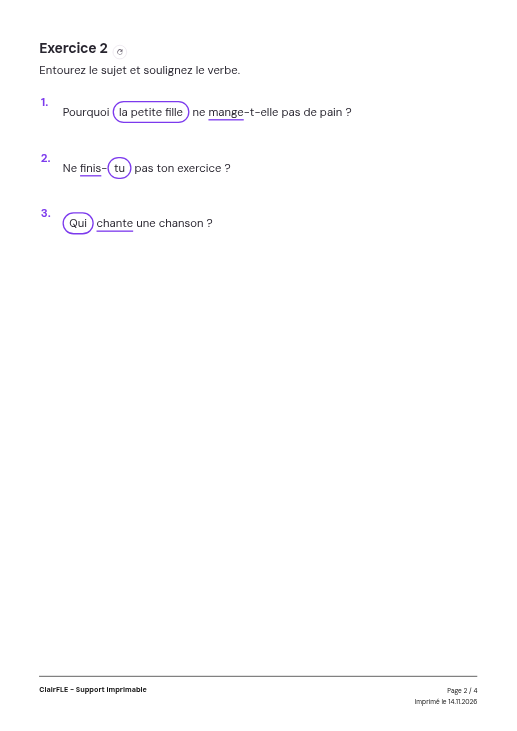 Exercice 2
Entourez le sujet et soulignez le verbe.
1.
Pourquoi la petite fille ne mange-t-elle pas de pain ?
2.
Ne finis-tu pas ton exercice ?
3.
Qui chante une chanson ?
ClairFLE - Support imprimable
Page 2 / 4
Imprimé le 14.11.2026